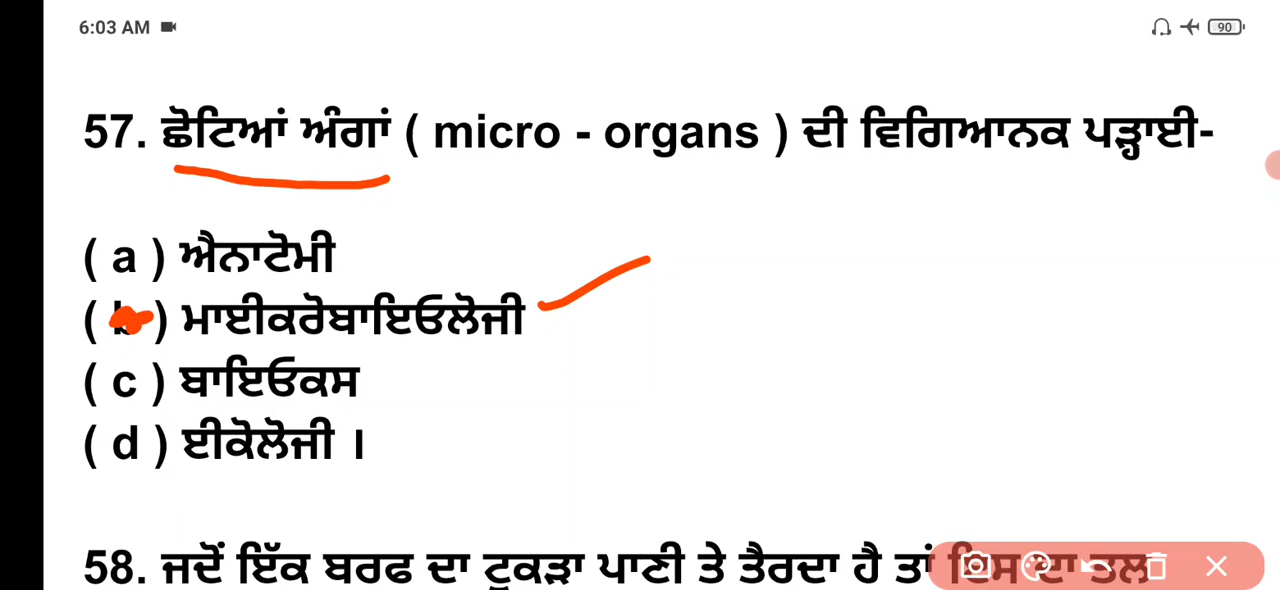 6:03 AM
90
57. ਛੋਟਿਆਂ ਅੰਗਾਂ ( micro - organs ) ਦੀ ਵਿਗਿਆਨਕ ਪੜ੍ਹਾਈ-
( a ) ਐਨਾਟੋਮੀ
( b ) ਮਾਈਕਰੋਬਾਇਓਲੋਜੀ
( c ) ਬਾਇਓਕਸ
( d ) ਈਕੋਲੋਜੀ ।
58. ਜਦੋਂ ਇੱਕ ਬਰਫ ਦਾ ਟੁਕੜਾ ਪਾਣੀ ਤੇ ਤੈਰਦਾ ਹੈ ਤਾਂ